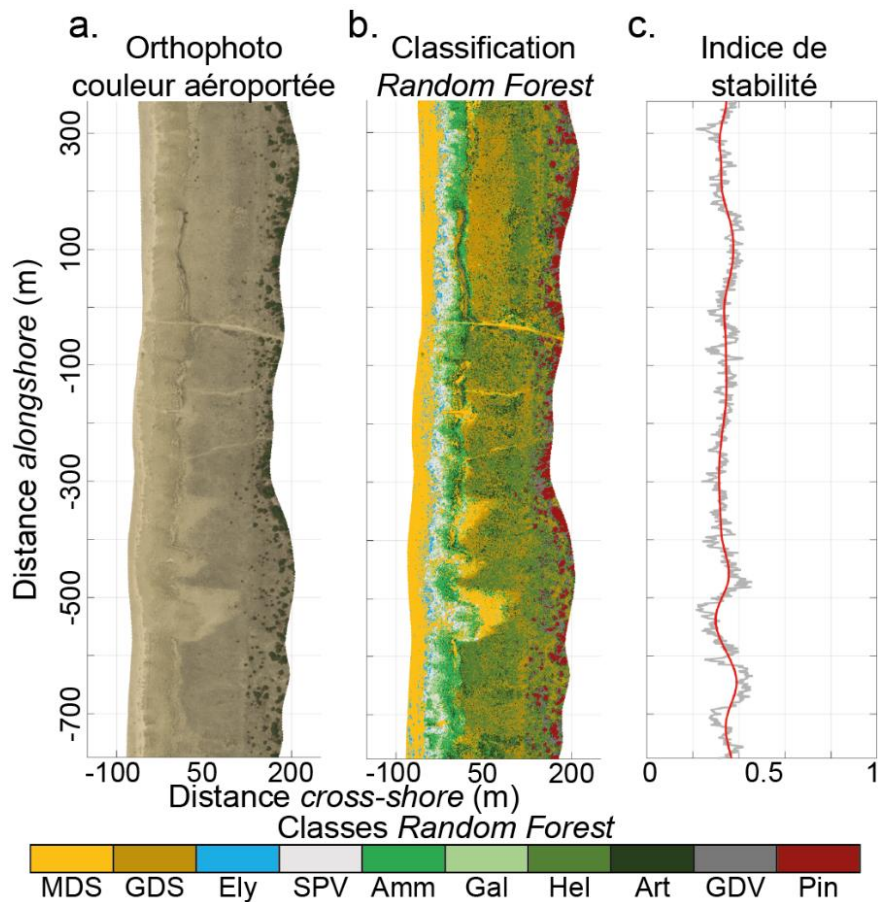 a.
Orthophoto
couleur aéroportée
b.
Classification
Random Forest
c.
Indice de
stabilité
Distance alongshore (m)
300
100
-100
-300
-500
-700
-100 50 200
-100 50 200
0 0.5 1
Distance cross-shore (m)
Classes Random Forest
MDS GDS Ely SPV Amm Gal Hel Art GDV Pin